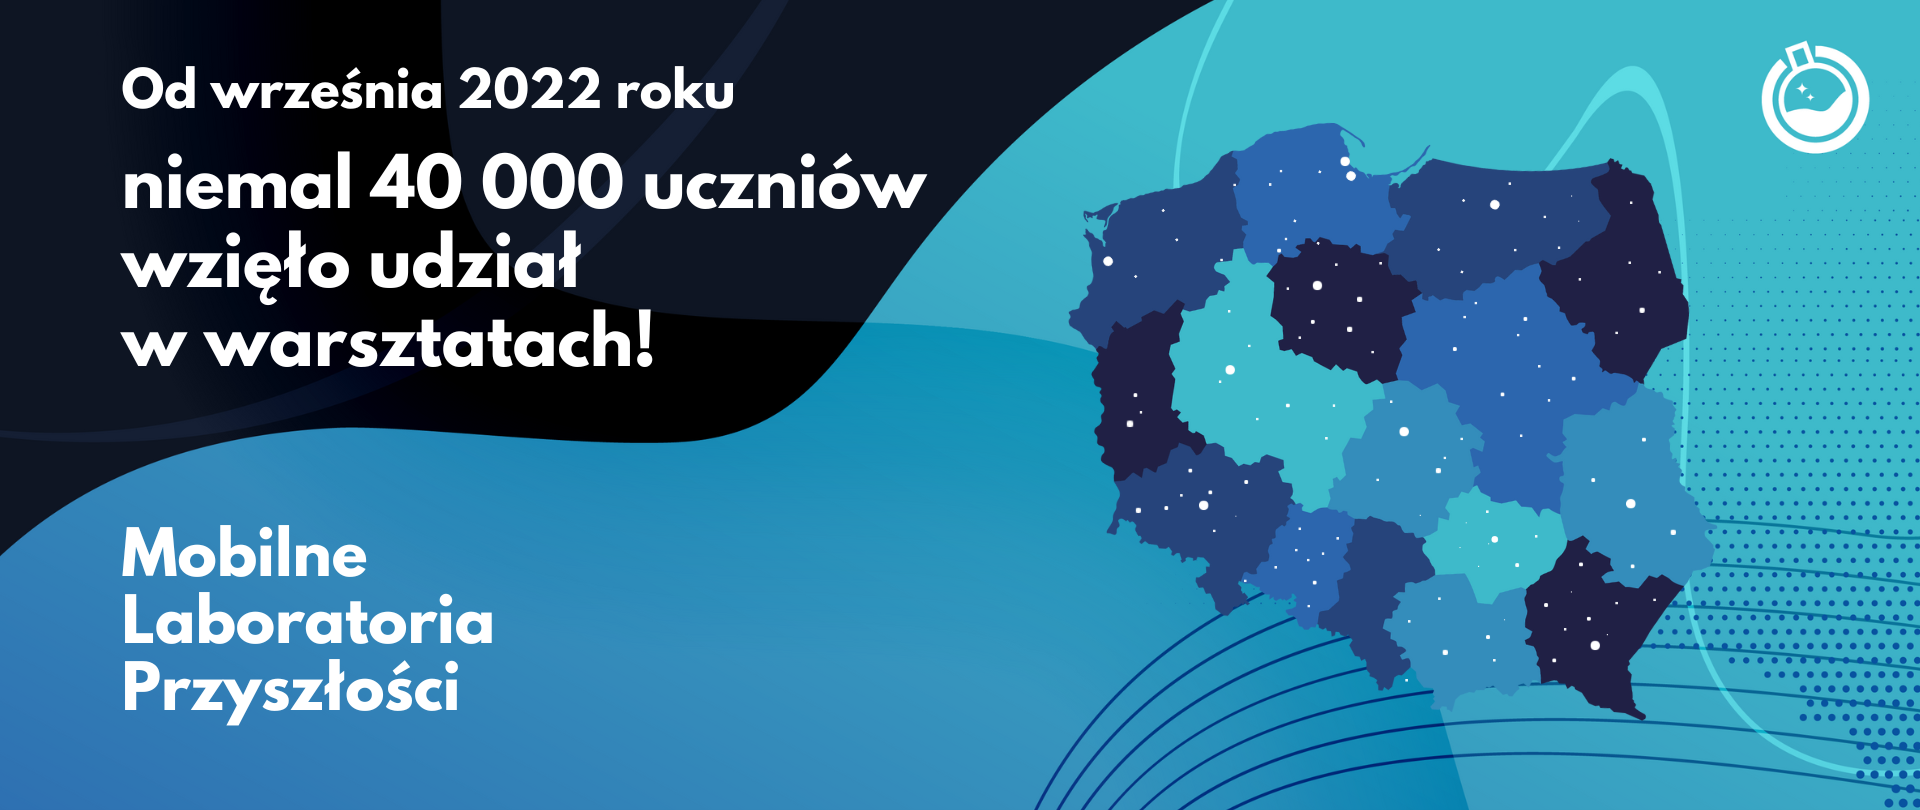 Od września 2022 roku
niemal 40 000 uczniów
wzięło udział
w warsztatach!
Mobilne
Laboratoria
Przyszłości